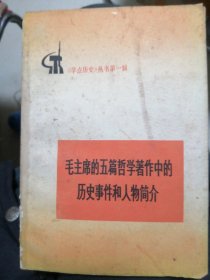 《学点历史》丛书第一辑
毛主席的五篇哲学著作中的
历史事件和人物简介